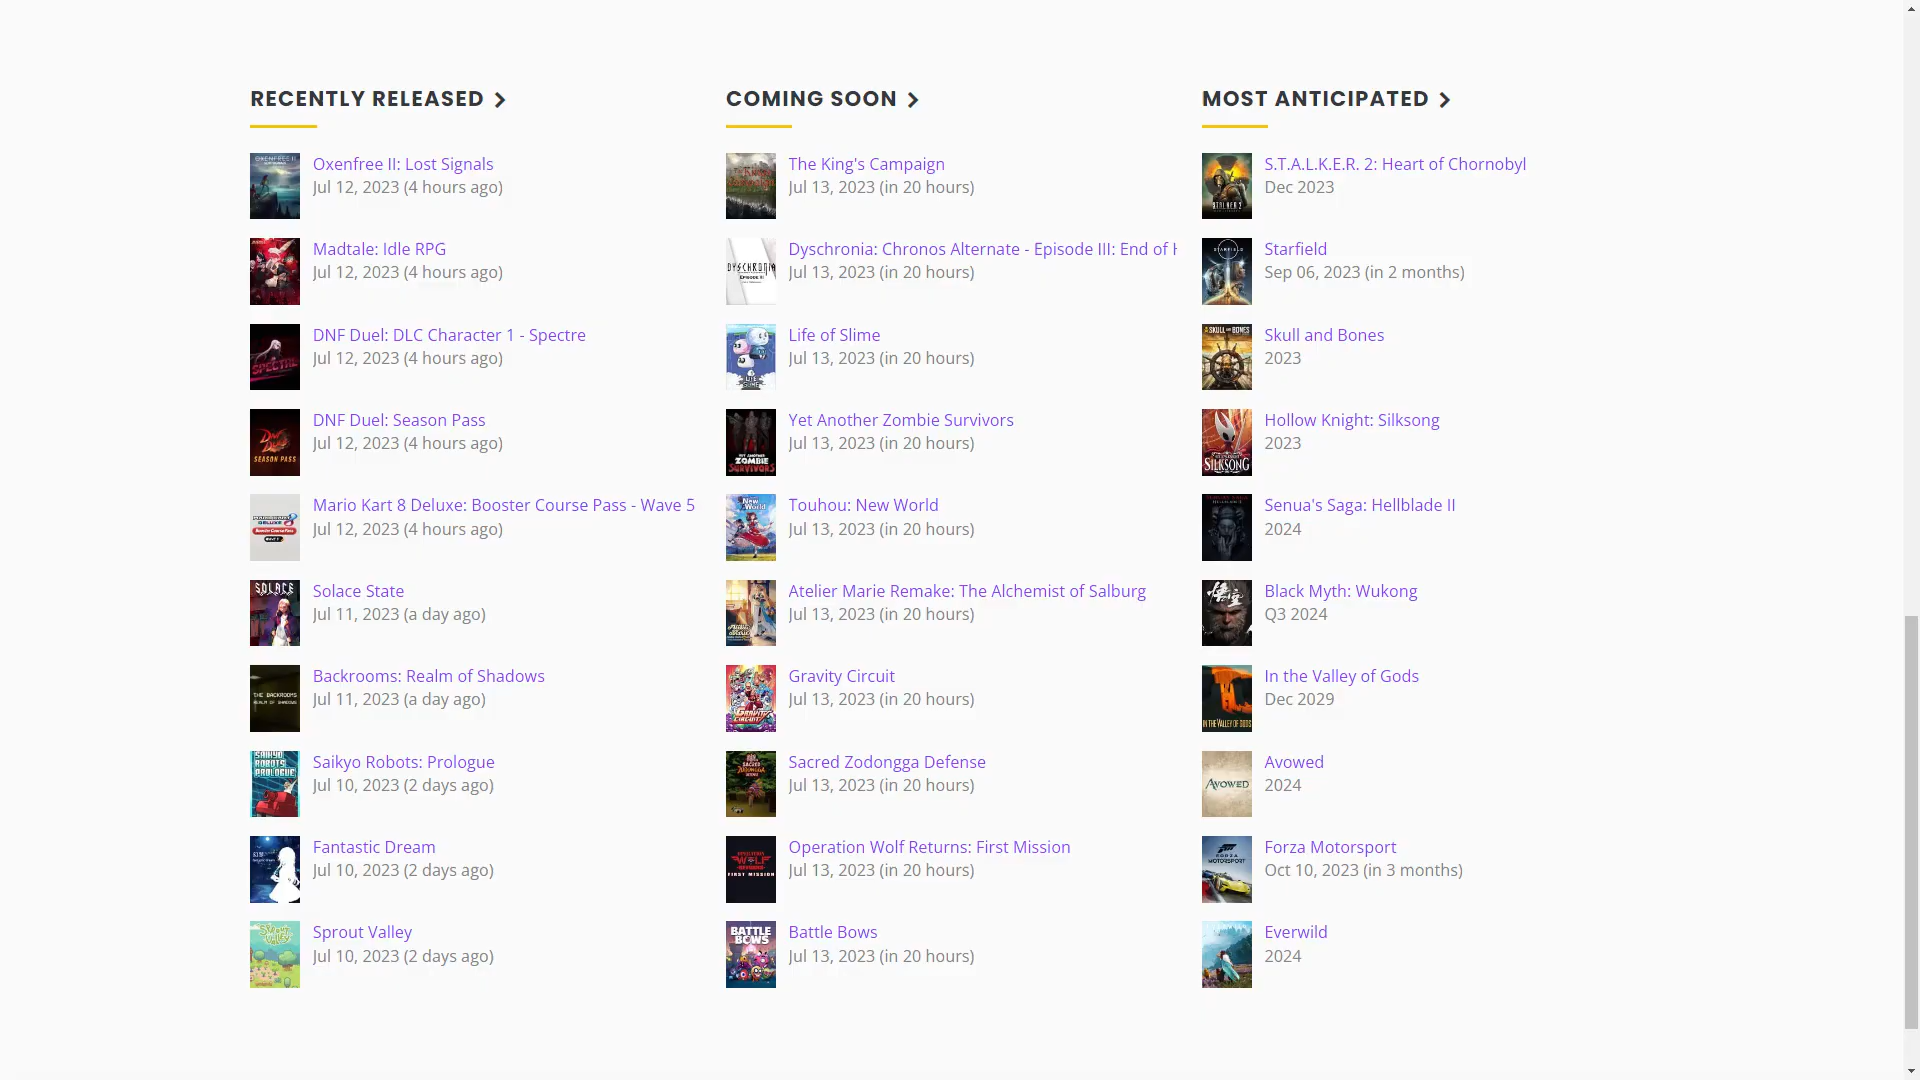 RECENTLY RELEASED
Oxenfree II: Lost Signals
Jul 12, 2023 (4 hours ago)
Madtale: Idle RPG
Jul 12, 2023 (4 hours ago)
DNF Duel: DLC Character 1 - Spectre
Jul 12, 2023 (4 hours ago)
DNF Duel: Season Pass
Jul 12, 2023 (4 hours ago)
Mario Kart 8 Deluxe: Booster Course Pass - Wave 5
Jul 12, 2023 (4 hours ago)
Solace State
Jul 11, 2023 (a day ago)
Backrooms: Realm of Shadows
Jul 11, 2023 (a day ago)
Saikyo Robots: Prologue
Jul 10, 2023 (2 days ago)
Fantastic Dream
Jul 10, 2023 (2 days ago)
Sprout Valley
Jul 10, 2023 (2 days ago)
COMING SOON
The King's Campaign
Jul 13, 2023 (in 20 hours)
Dyschronia: Chronos Alternate - Episode III: End of
Jul 13, 2023 (in 20 hours)
Life of Slime
Jul 13, 2023 (in 20 hours)
Yet Another Zombie Survivors
Jul 13, 2023 (in 20 hours)
Touhou: New World
Jul 13, 2023 (in 20 hours)
Atelier Marie Remake: The Alchemist of Salburg
Jul 13, 2023 (in 20 hours)
Gravity Circuit
Jul 13, 2023 (in 20 hours)
Sacred Zodongga Defense
Jul 13, 2023 (in 20 hours)
Operation Wolf Returns: First Mission
Jul 13, 2023 (in 20 hours)
Battle Bows
Jul 13, 2023 (in 20 hours)
MOST ANTICIPATED
S.T.A.L.K.E.R. 2: Heart of Chornobyl
Dec 2023
Starfield
Sep 06, 2023 (in 2 months)
Skull and Bones
2023
Hollow Knight: Silksong
2023
Senua's Saga: Hellblade II
2024
Black Myth: Wukong
Q3 2024
In the Valley of Gods
Dec 2029
Avowed
2024
Forza Motorsport
Oct 10, 2023 (in 3 months)
Everwild
2024